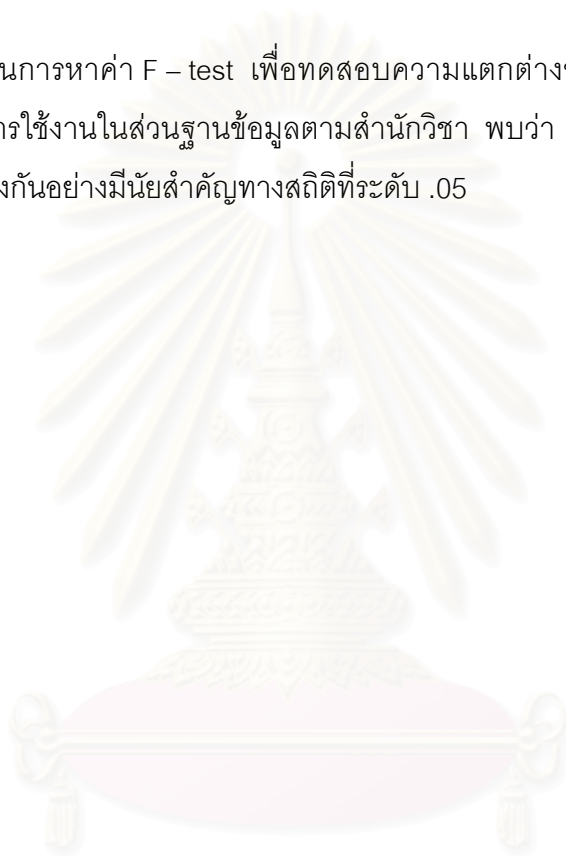 นการหาค่า F – test เพื่อทดสอบความแตกต่าง
รใช้งานในส่วนฐานข้อมูลตามสำนักวิชา พบว่า
งกันอย่างมีนัยสำคัญทางสถิติที่ระดับ .05